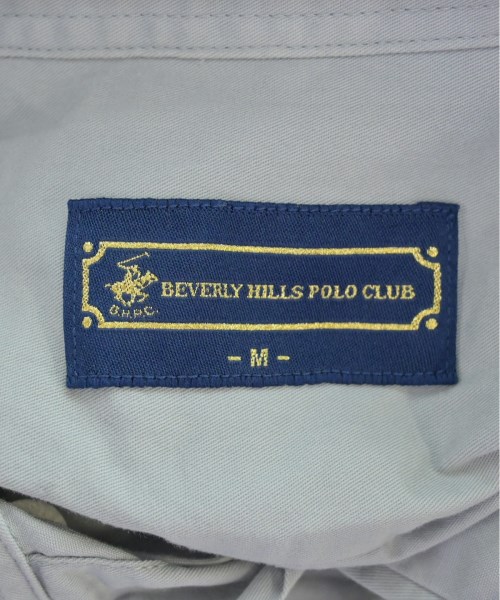 BEVERLY HILLS POLO CLUB
B.H.P.C.
- M -